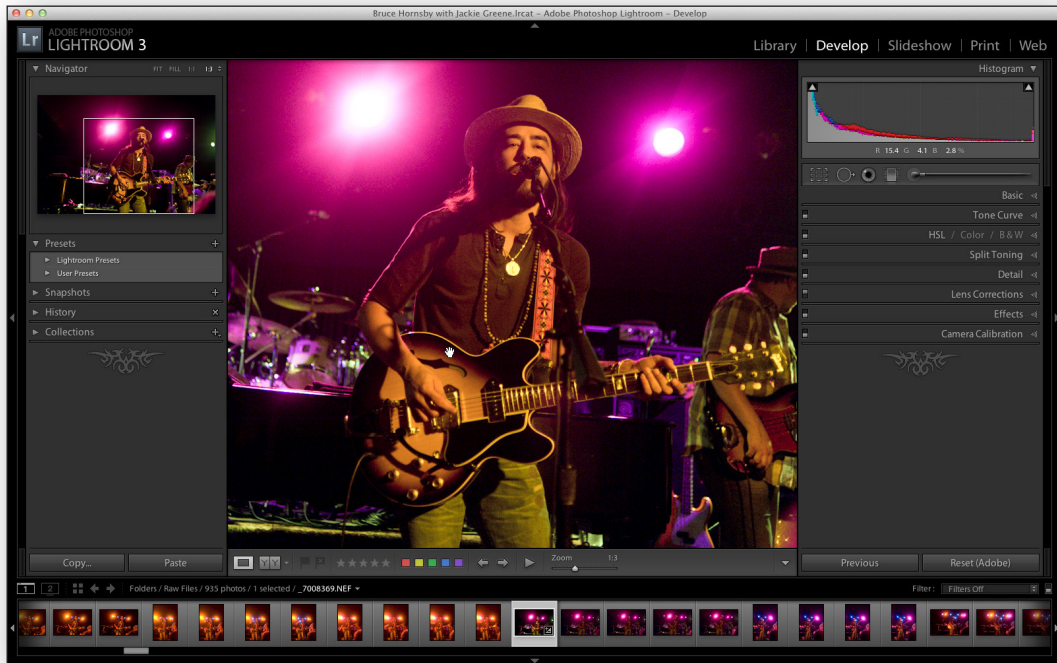 Bruce Hornsby with Jackie Greene.lrcat – Adobe Photoshop Lightroom – Develop
Lr
ADOBE PHOTOSHOP
LIGHTROOM 3
Library | Develop | Slideshow | Print | Web
Navigator FIT FILL 1:1 1:3
Histogram
R 15.4 G 4.1 B 2.8 %
Basic
Tone Curve
HSL / Color / B & W
Split Toning
Detail
Lens Corrections
Effects
Camera Calibration
Presets +
Lightroom Presets
User Presets
Snapshots +
History ×
Collections +
Copy... Paste
YY Zoom 1:3
Previous Reset (Adobe)
1 2 Folders / Raw Files / 935 photos / 1 selected / _7008369.NEF
Filter : Filters Off